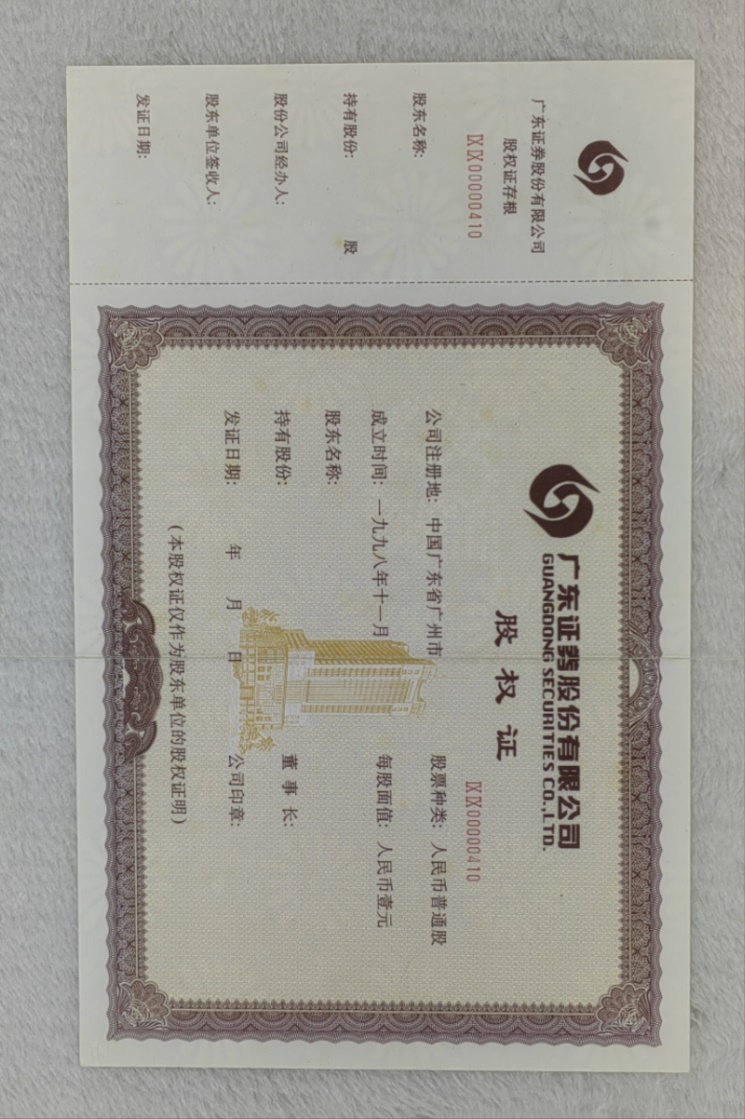 广东证券股份有限公司
股权证存根
IXIX00000410
股东名称:
持有股份: 股
股份公司经办人:
股东单位签收人:
发证日期:
广东证券股份有限公司
GUANGDONG SECURITIES CO.,LTD.
股权证
IXIX00000410
公司注册地: 中国广东省广州市 股票种类: 人民币普通股
成立时间: 一九九八年十一月 每股面值: 人民币壹元
股东名称:
持有股份: 董事长:
发证日期: 年 月 日 公司印章:
(本股权证仅作为股东单位的股权证明)